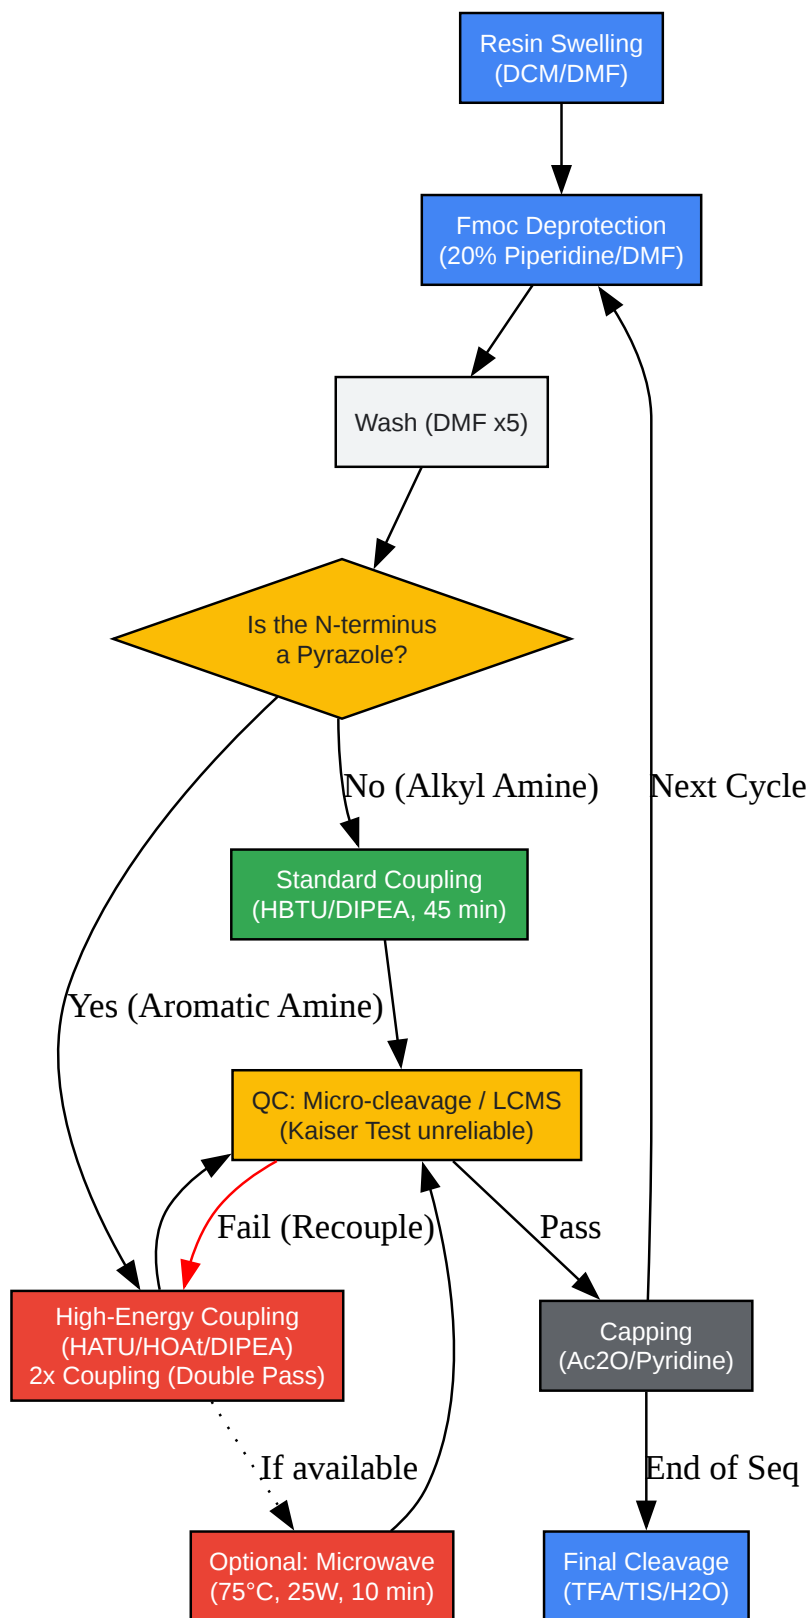 Resin Swelling
(DCM/DMF)
Fmoc Deprotection
(20% Piperidine/DMF)
Wash (DMF x5)
Is the N-terminus
a Pyrazole?
No (Alkyl Amine)
Next Cycle
Standard Coupling
(HBTU/DIPEA, 45 min)
Yes (Aromatic Amine)
QC: Micro-cleavage / LCMS
(Kaiser Test unreliable)
Fail (Recouple)
Pass
High-Energy Coupling
(HATU/HOAt/DIPEA)
2x Coupling (Double Pass)
Capping
(Ac2O/Pyridine)
If available
End of Seq
Optional: Microwave
(75°C, 25W, 10 min)
Final Cleavage
(TFA/TIS/H2O)